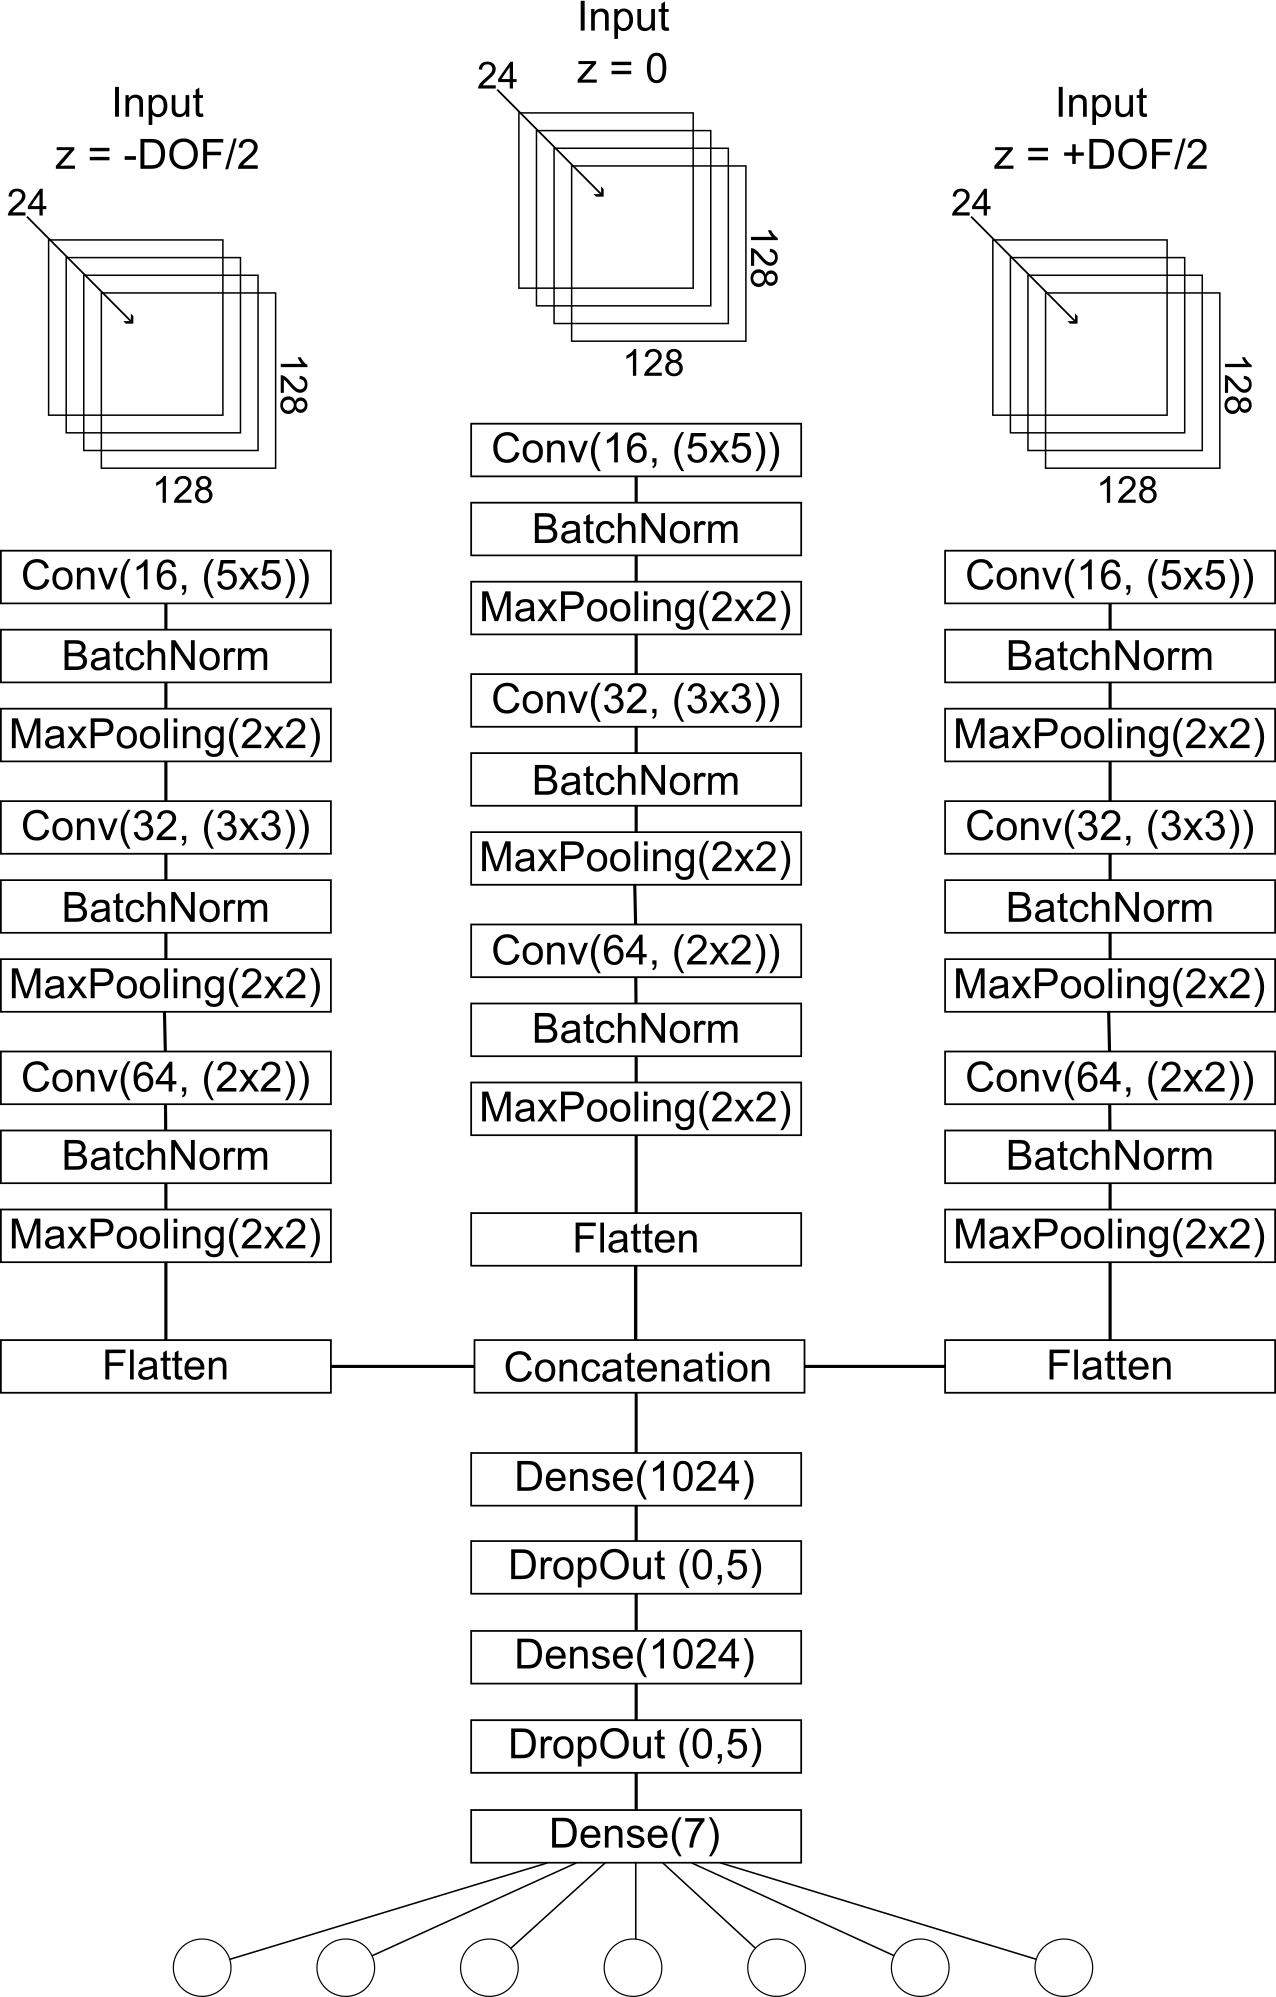 Input
z = -DOF/2
24
128
128
Conv(16, (5x5))
BatchNorm
MaxPooling(2x2)
Conv(32, (3x3))
BatchNorm
MaxPooling(2x2)
Conv(64, (2x2))
BatchNorm
MaxPooling(2x2)
Flatten
Input
z = 0
24
128
128
Conv(16, (5x5))
BatchNorm
MaxPooling(2x2)
Conv(32, (3x3))
BatchNorm
MaxPooling(2x2)
Conv(64, (2x2))
BatchNorm
MaxPooling(2x2)
Flatten
Input
z = +DOF/2
24
128
128
Conv(16, (5x5))
BatchNorm
MaxPooling(2x2)
Conv(32, (3x3))
BatchNorm
MaxPooling(2x2)
Conv(64, (2x2))
BatchNorm
MaxPooling(2x2)
Flatten
Concatenation
Dense(1024)
DropOut (0,5)
Dense(1024)
DropOut (0,5)
Dense(7)